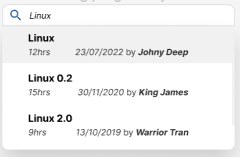 Linux
Linux
12hrs 23/07/2022 by Johny Deep
Linux 0.2
15hrs 30/11/2020 by King James
Linux 2.0
9hrs 13/10/2019 by Warrior Tran